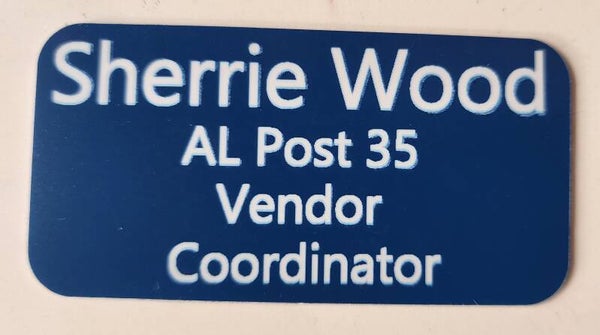 Sherrie Wood
AL Post 35
Vendor
Coordinator